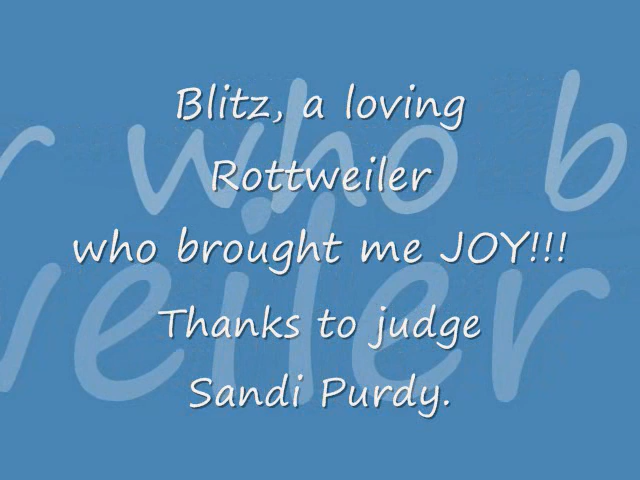 Blitz, a loving
Rottweiler
who brought me JOY!!!
Thanks to judge
Sandi Purdy.